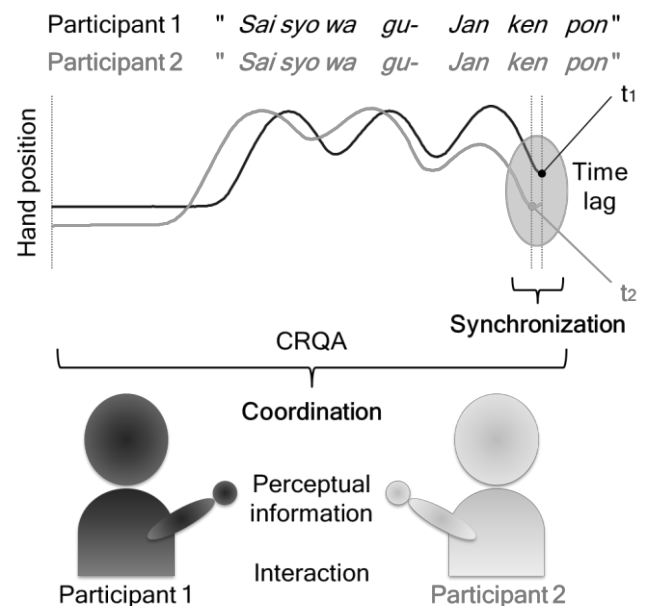 Participant 1 " Sai syo wa gu- Jan ken pon"
Participant 2 " Sai syo wa gu- Jan ken pon"
Hand position
t1
Time
lag
t2
Synchronization
CRQA
Coordination
Perceptual
information
Interaction
Participant 1
Participant 2